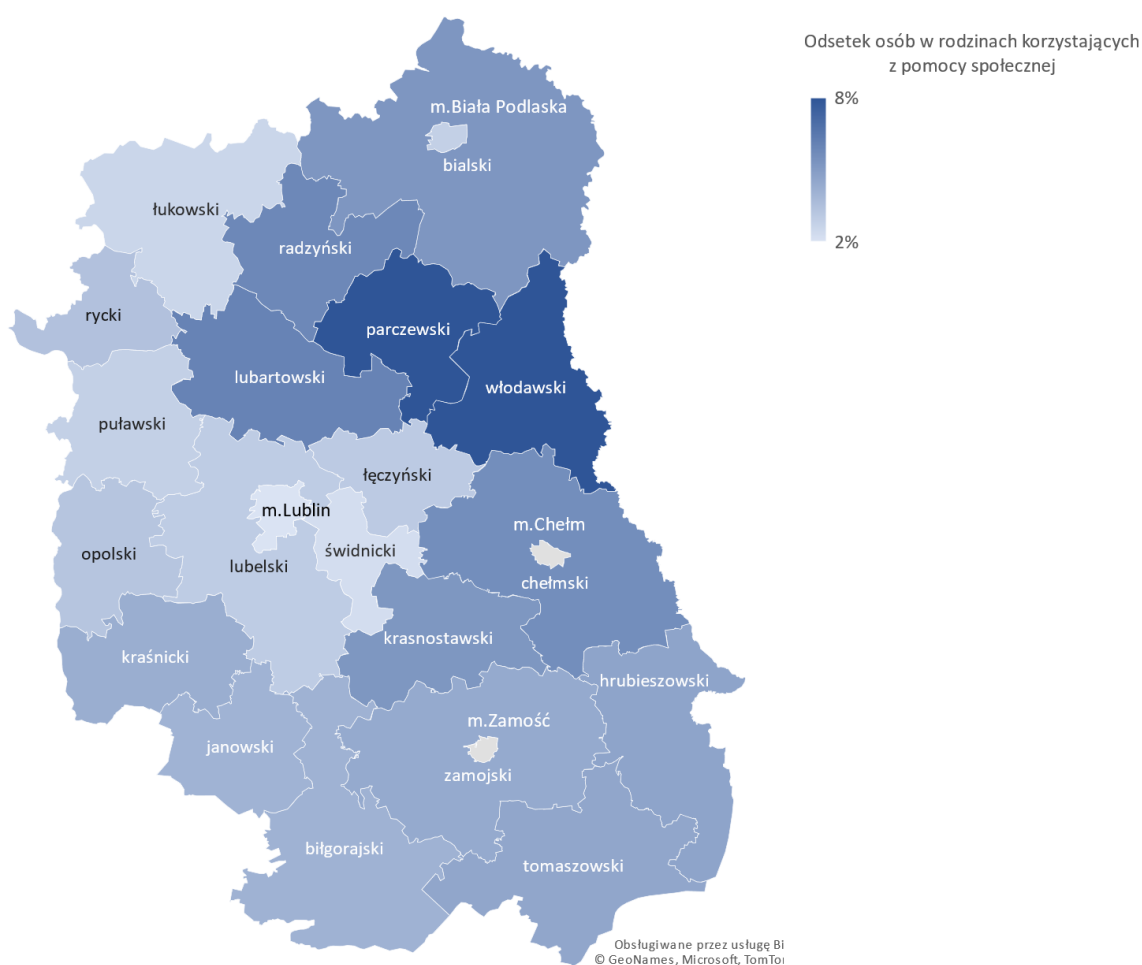 Odsetek osób w rodzinach korzystających
z pomocy społecznej
8%
2%
m.Biała Podlaska
bialski
łukowski
radzyński
rycki
parczewski
lubartowski
włodawski
puławski
łęczyński
m.Lublin
m.Chełm
opolski
świdnicki
lubelski
chełmski
krasnostawski
kraśnicki
hrubieszowski
m.Zamość
janowski
zamojski
biłgorajski
tomaszowski
Obsługiwane przez usługę Bi
© GeoNames, Microsoft, TomTo